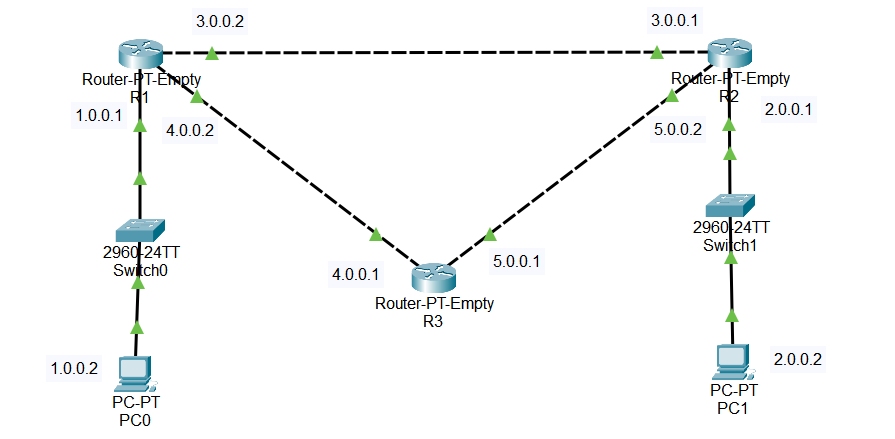 3.0.0.2
3.0.0.1
Router-PT-Empty
R1
Router-PT-Empty
R2
1.0.0.1
4.0.0.2
5.0.0.2
2.0.0.1
2960-24TT
Switch0
2960-24TT
Switch1
4.0.0.1
5.0.0.1
Router-PT-Empty
R3
1.0.0.2
PC-PT
PC0
2.0.0.2
PC-PT
PC1